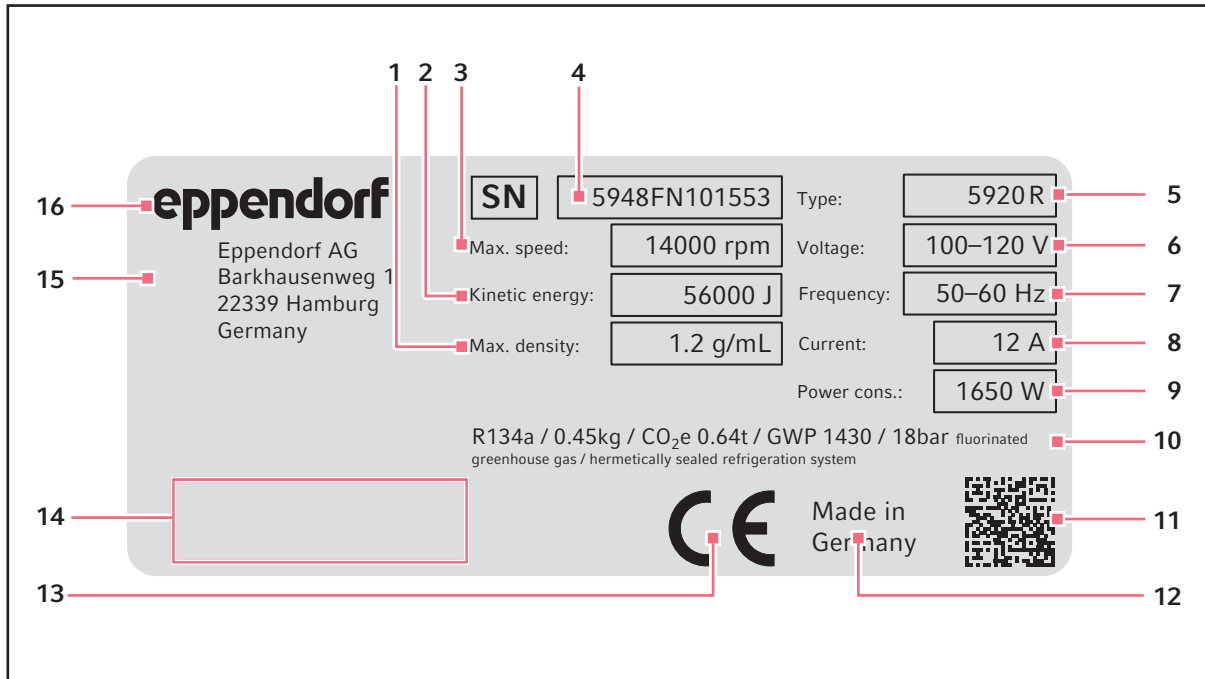 1 2 3 4
16 eppendorf SN 5948FN101553 Type: 5920 R 5
Eppendorf AG Max. speed: 14000 rpm Voltage: 100–120 V 6
15 Barkhausenweg 1
22339 Hamburg Kinetic energy: 56000 J Frequency: 50–60 Hz 7
Germany Max. density: 1.2 g/mL Current: 12 A 8
Power cons.: 1650 W 9
R134a / 0.45kg / CO₂e 0.64t / GWP 1430 / 18bar fluorinated 10
greenhouse gas / hermetically sealed refrigeration system
14 CE Made in 11
Germany
13 12